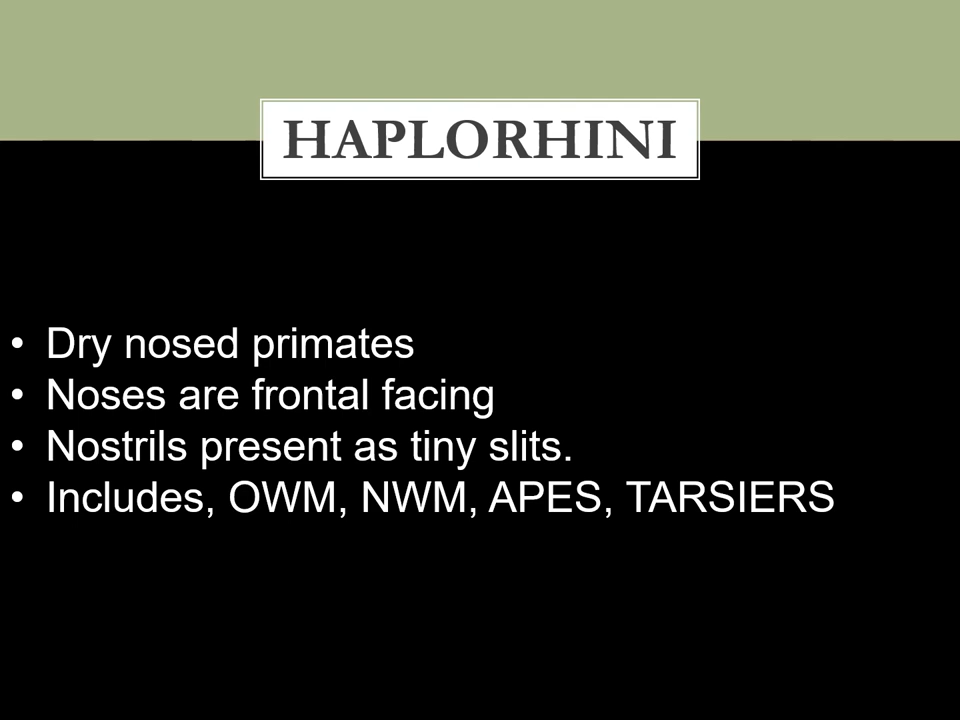 HAPLORHINI
• Dry nosed primates
• Noses are frontal facing
• Nostrils present as tiny slits.
• Includes, OWM, NWM, APES, TARSIERS